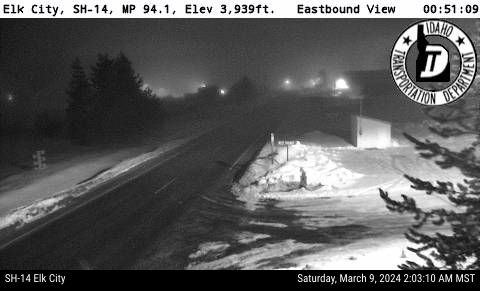 Elk City, SH-14, MP 94.1, Elev 3,939ft. Eastbound View 00:51:09
IDAHO
TRANSPORTATION DEPARTMENT
SH-14 Elk City Saturday, March 9, 2024 2:03:10 AM MST